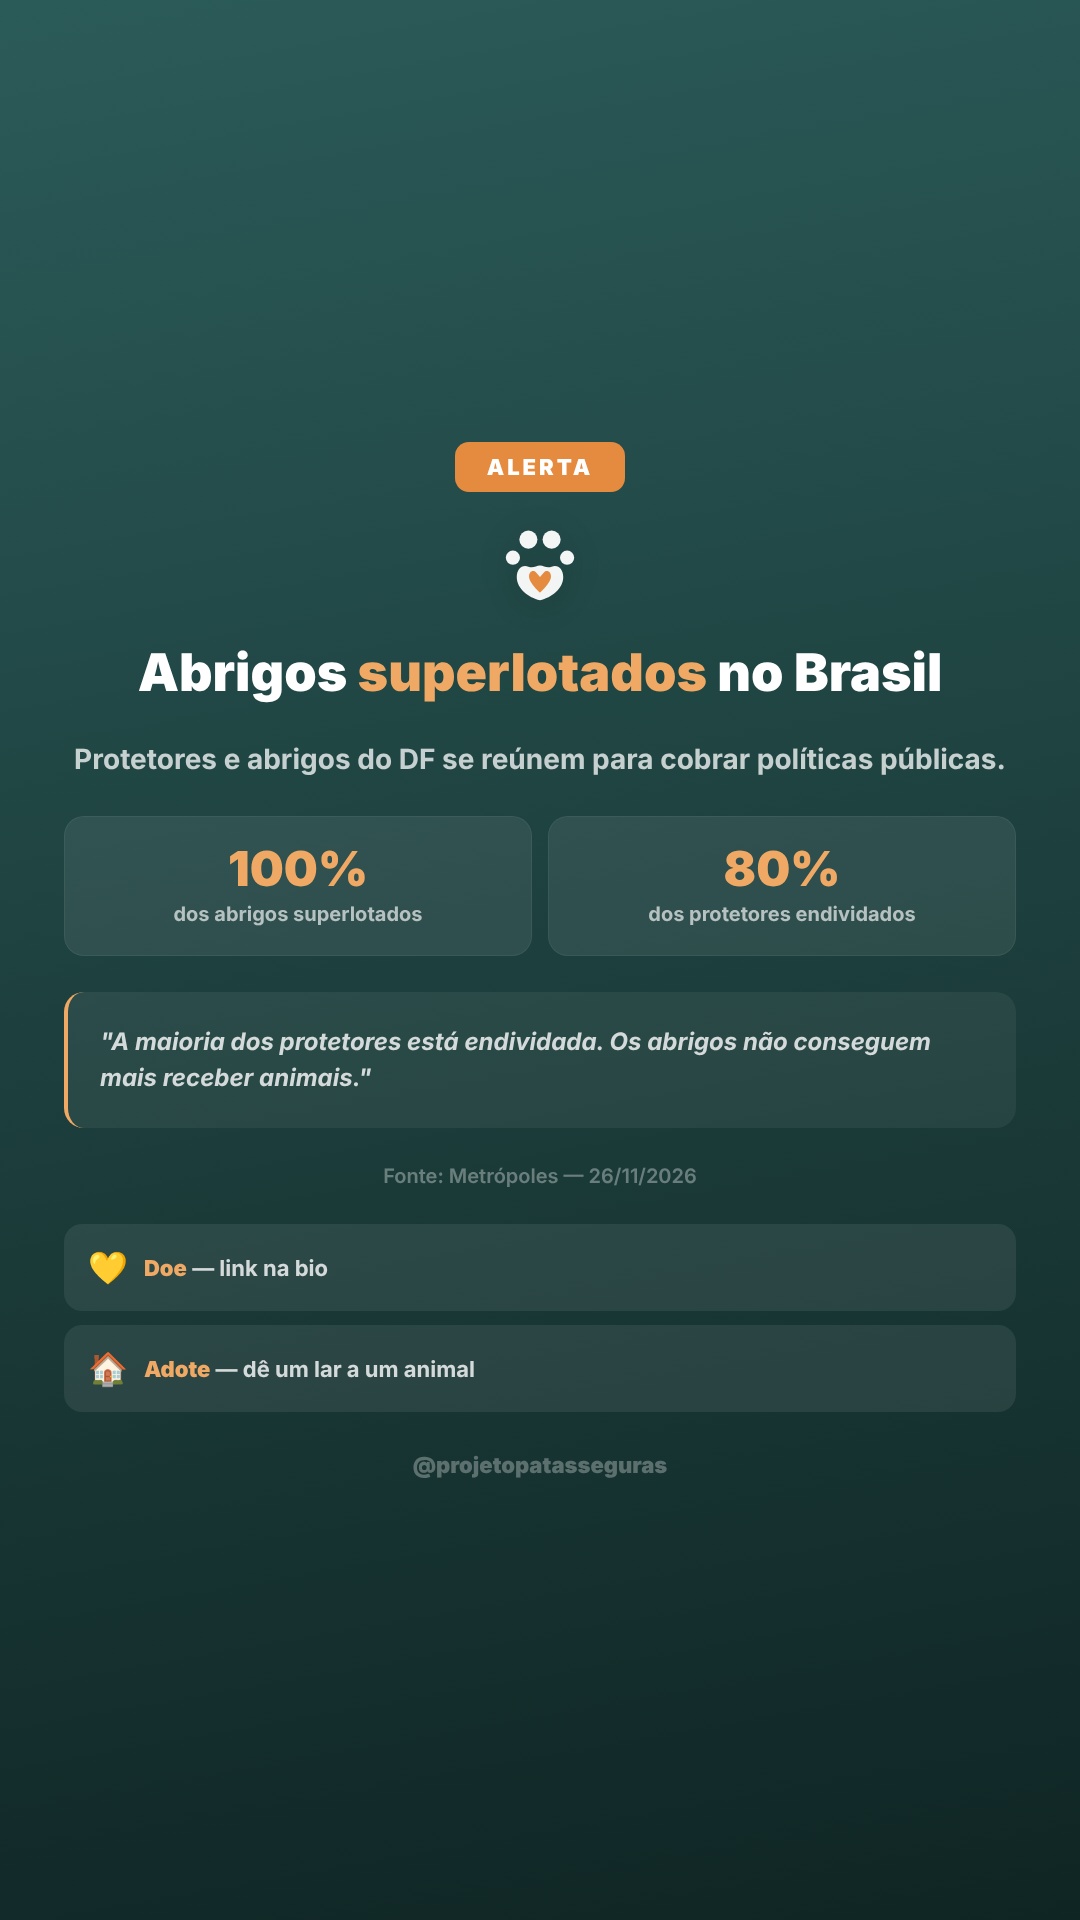 ALERTA
Abrigos superlotados no Brasil
Protetores e abrigos do DF se reúnem para cobrar políticas públicas.
100%
dos abrigos superlotados
80%
dos protetores endividados
"A maioria dos protetores está endividada. Os abrigos não conseguem
mais receber animais."
Fonte: Metrópoles — 26/11/2026
Doe — link na bio
Adote — dê um lar a um animal
@projetopatasseguras